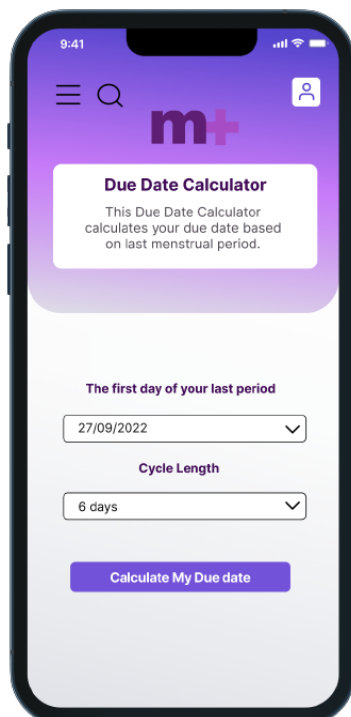 9:41
m+
Due Date Calculator
This Due Date Calculator
calculates your due date based
on last menstrual period.
The first day of your last period
27/09/2022
Cycle Length
6 days
Calculate My Due date